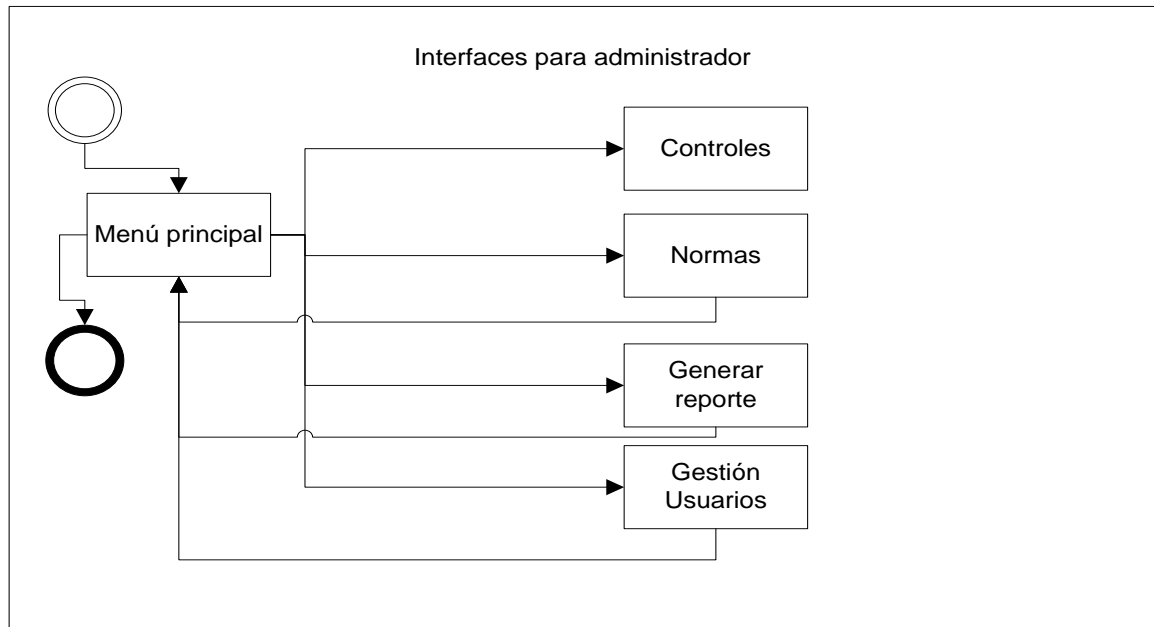 Interfaces para administrador
Controles
Menú principal
Normas
Generar
reporte
Gestión
Usuarios